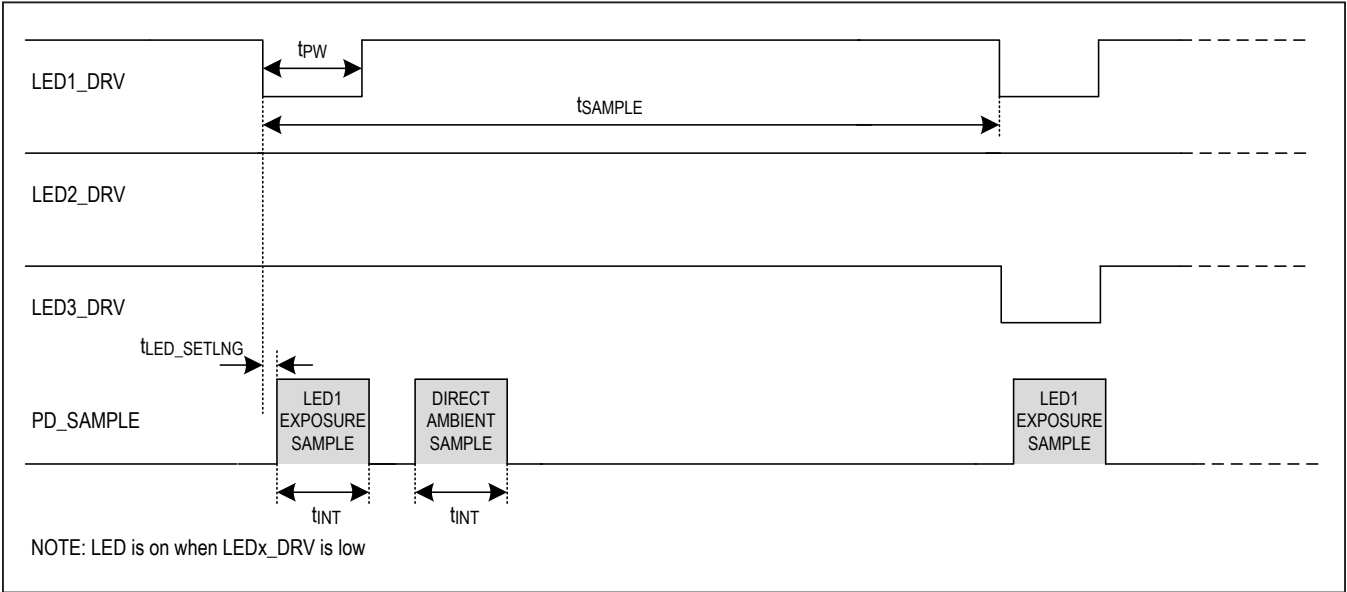 LED1_DRV
tPW
tSAMPLE
LED2_DRV
LED3_DRV
tLED_SETLNG
PD_SAMPLE
LED1
EXPOSURE
SAMPLE
DIRECT
AMBIENT
SAMPLE
LED1
EXPOSURE
SAMPLE
tINT
tINT
NOTE: LED is on when LEDx_DRV is low